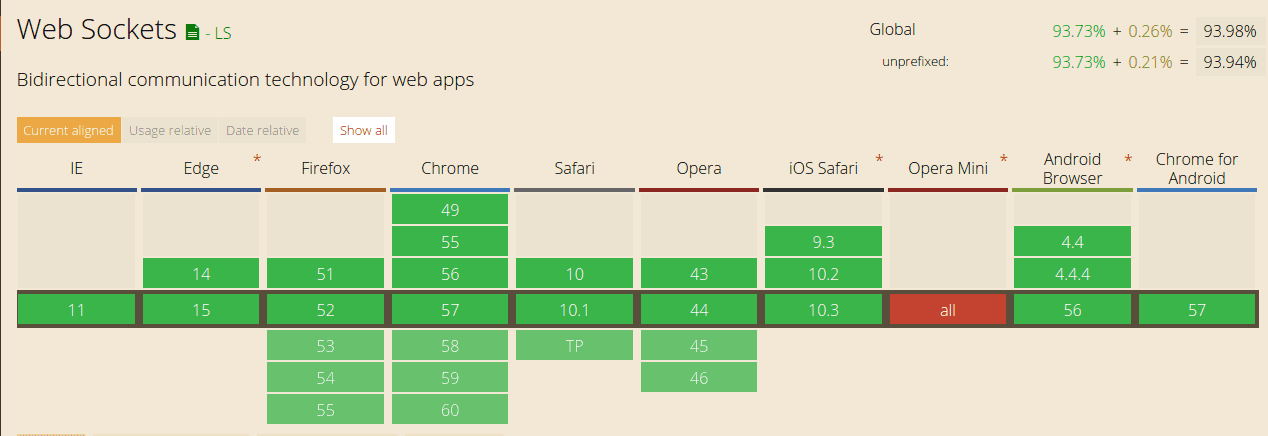 Web Sockets - LS
Global 93.73% + 0.26% = 93.98%
unprefixed: 93.73% + 0.21% = 93.94%
Bidirectional communication technology for web apps
Current aligned Usage relative Date relative Show all
IE Edge * Firefox Chrome Safari Opera iOS Safari * Opera Mini * Android Browser * Chrome for Android
49
55 9.3 4.4
14 51 56 10 43 10.2 4.4.4
11 15 52 57 10.1 44 10.3 all 56 57
53 58 TP 45
54 59 46
55 60